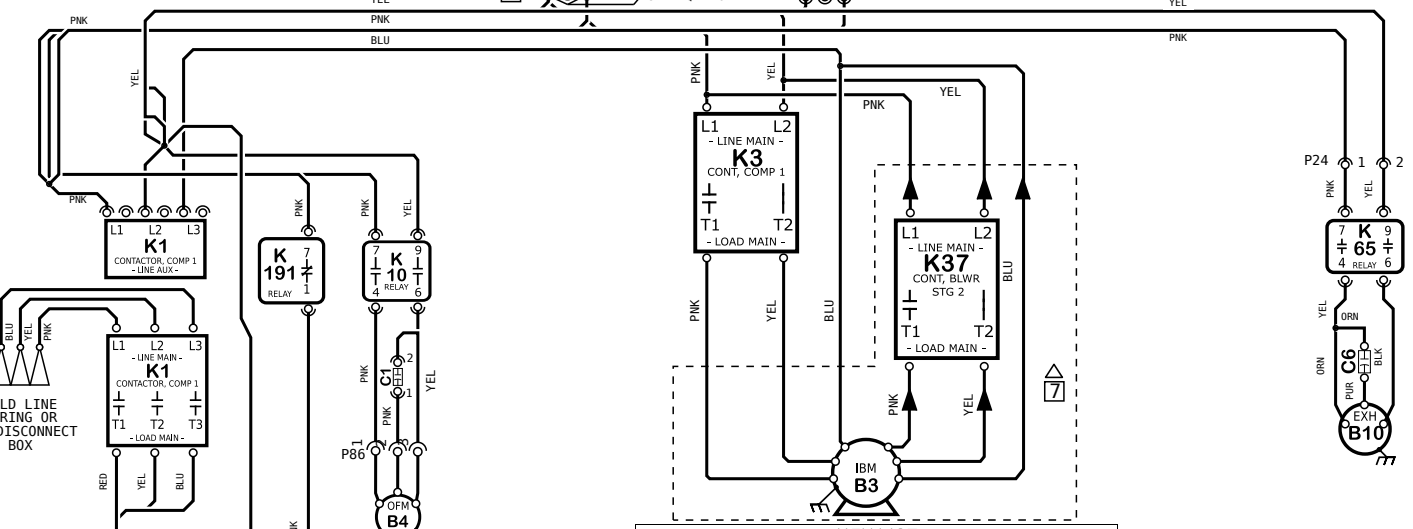 YEL
YEL
PNK
PNK
BLU
PNK
YEL
PNK
YEL
YEL
PNK
L1 L2
- LINE MAIN -
K3
CONT, COMP 1
T1 T2
- LOAD MAIN -
P24 1 2
PNK
YEL
PNK
L1 L2 L3
K1
CONTACTOR, COMP 1
- LINE AUX -
PNK
PNK
YEL
7
K
191
RELAY 1
7 9
K
10
RELAY
4 6
L1 L2
- LINE MAIN -
K37
CONT, BLWR
STG 2
T1 T2
- LOAD MAIN -
BLU
7 9
K
65
4 RELAY 6
BLU
YEL
PNK
L1 L2 L3
- LINE MAIN -
K1
CONTACTOR, COMP 1
T1 T2 T3
- LOAD MAIN -
PNK
YEL
BLU
YEL
ORN
ORN
C6
BLK
PUR
EXH
B10
PNK
C1
2
1
YEL
PNK
7
PNK
YEL
LD LINE
RING OR
DISCONNECT
BOX
P86 1 2 3
RED
YEL
BLU
IBM
B3
OFM
B4